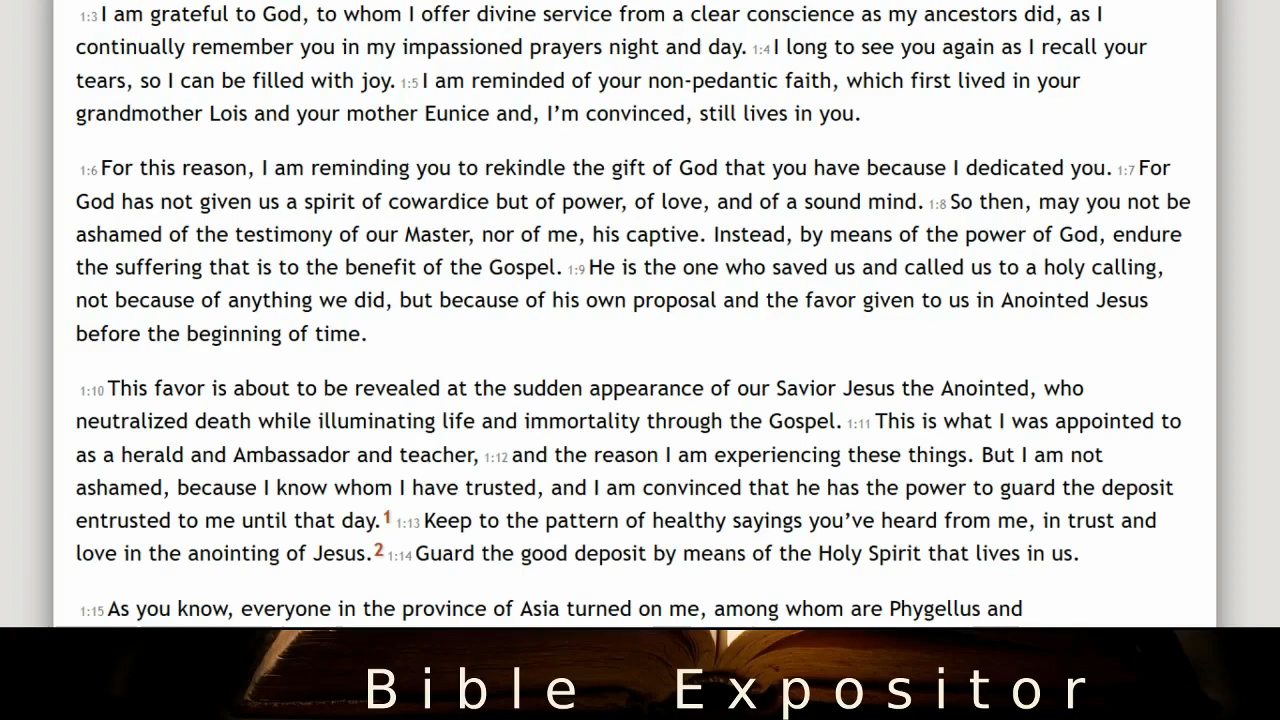 1:3 I am grateful to God, to whom I offer divine service from a clear conscience as my ancestors did, as I
continually remember you in my impassioned prayers night and day. 1:4 I long to see you again as I recall your
tears, so I can be filled with joy. 1:5 I am reminded of your non-pedantic faith, which first lived in your
grandmother Lois and your mother Eunice and, I’m convinced, still lives in you.
1:6 For this reason, I am reminding you to rekindle the gift of God that you have because I dedicated you. 1:7 For
God has not given us a spirit of cowardice but of power, of love, and of a sound mind. 1:8 So then, may you not be
ashamed of the testimony of our Master, nor of me, his captive. Instead, by means of the power of God, endure
the suffering that is to the benefit of the Gospel. 1:9 He is the one who saved us and called us to a holy calling,
not because of anything we did, but because of his own proposal and the favor given to us in Anointed Jesus
before the beginning of time.
1:10 This favor is about to be revealed at the sudden appearance of our Savior Jesus the Anointed, who
neutralized death while illuminating life and immortality through the Gospel. 1:11 This is what I was appointed to
as a herald and Ambassador and teacher, 1:12 and the reason I am experiencing these things. But I am not
ashamed, because I know whom I have trusted, and I am convinced that he has the power to guard the deposit
entrusted to me until that day.1 1:13 Keep to the pattern of healthy sayings you’ve heard from me, in trust and
love in the anointing of Jesus.2 1:14 Guard the good deposit by means of the Holy Spirit that lives in us.
1:15 As you know, everyone in the province of Asia turned on me, among whom are Phygellus and
Bible Expositor